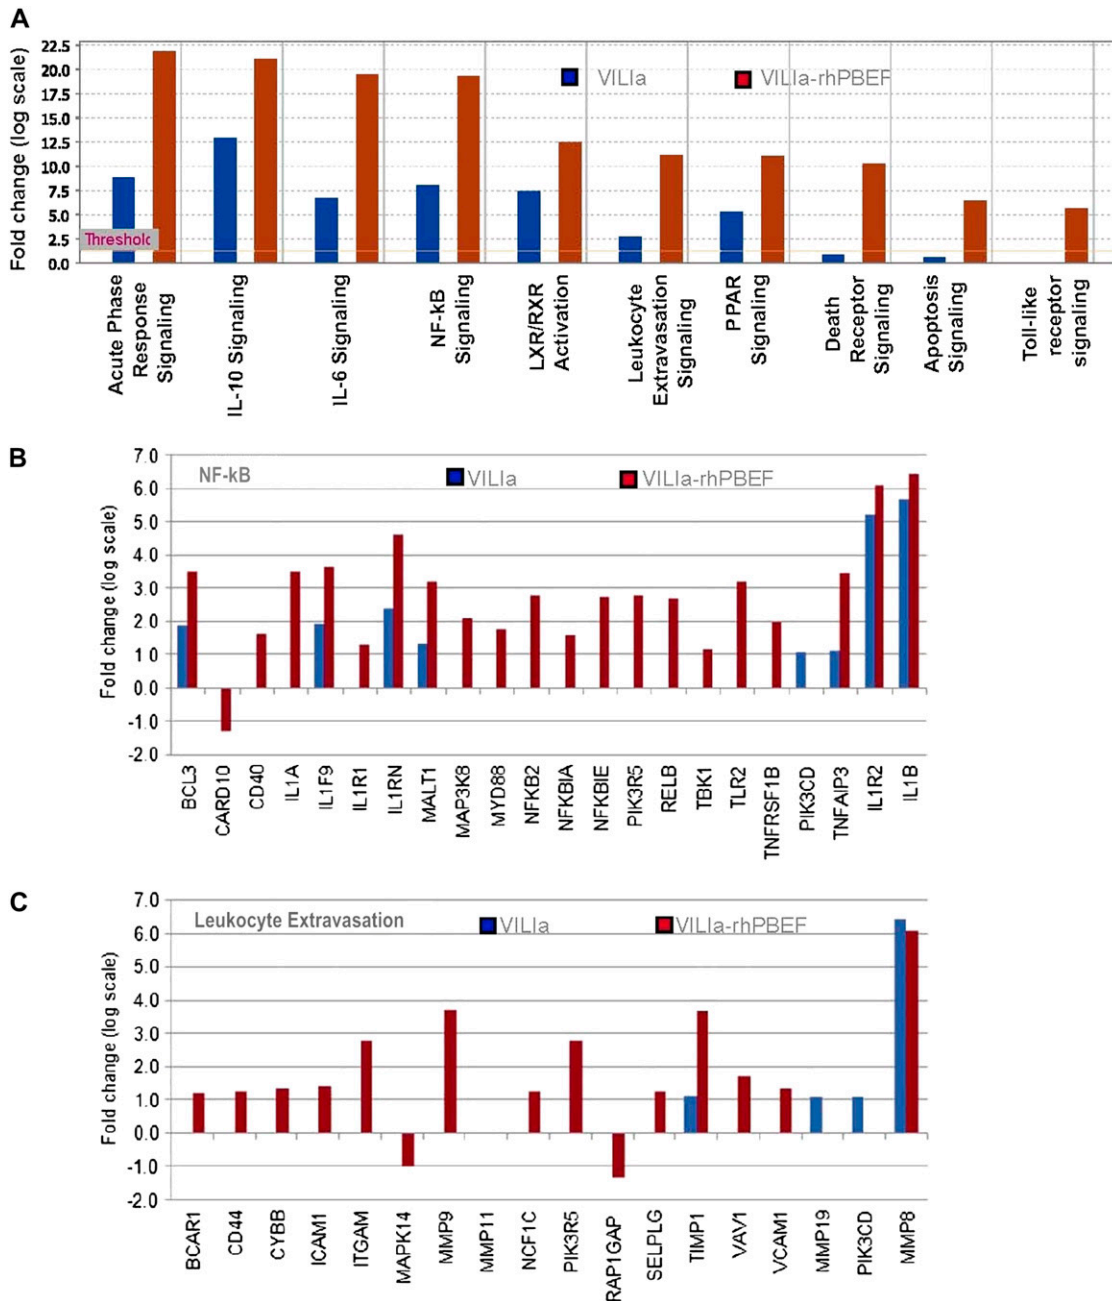 A
Fold change (log scale)
22.5
20.0
17.5
15.0
12.5
10.0
7.5
5.0
2.5
0.0
VILIa
VILIa-rhPBEF
Threshold
Acute Phase
Response
Signaling
IL-10 Signaling
IL-6 Signaling
NF-kB
Signaling
LXR/RXR
Activation
Leukocyte
Extravasation
Signaling
PPAR
Signaling
Death
Receptor
Signaling
Apoptosis
Signaling
Toll-like
receptor
signaling
B
Fold change (log scale)
7.0
6.0
5.0
4.0
3.0
2.0
1.0
0.0
-1.0
-2.0
NF-kB
VILIa
VILIa-rhPBEF
BCL3
CARD10
CD40
IL1A
IL1F9
IL1R1
IL1RN
MALT1
MAP3K8
MYD88
NFKB2
NFKBIA
NFKBIE
PIK3R5
RELB
TBK1
TLR2
TNFRSF1B
PIK3CD
TNFAIP3
IL1R2
IL1B
C
Fold change (log scale)
7.0
6.0
5.0
4.0
3.0
2.0
1.0
0.0
-1.0
-2.0
Leukocyte Extravasation
VILIa
VILIa-rhPBEF
BCAR1
CD44
CYBB
ICAM1
ITGAM
MAPK14
MMP9
MMP11
NCF1C
PIK3R5
RAP1GAP
SELPLG
TIMP1
VAV1
VCAM1
MMP19
PIK3CD
MMP8